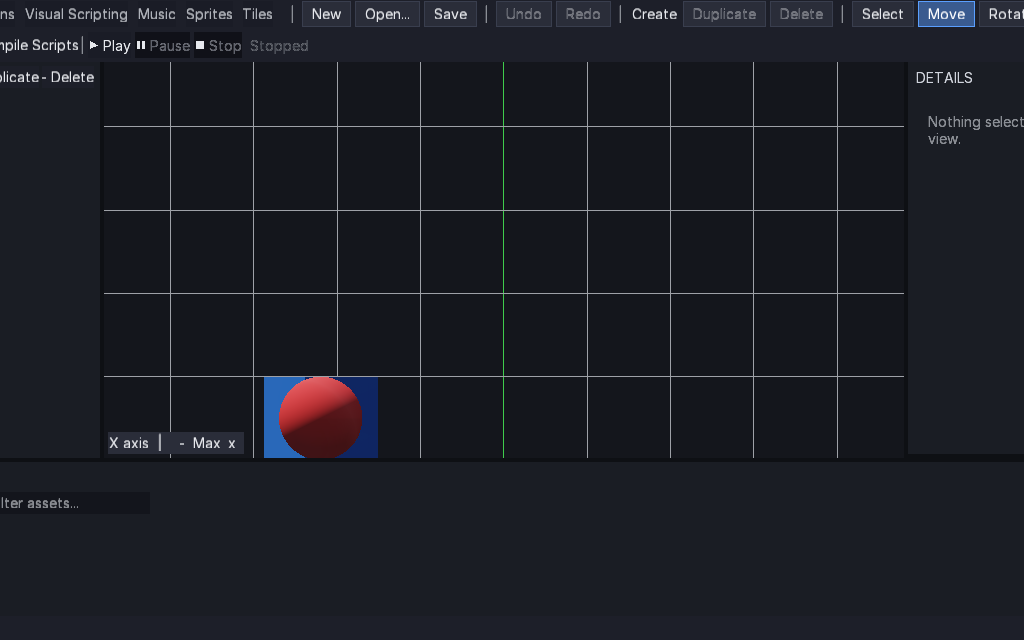 ns Visual Scripting Music Sprites Tiles | New Open... Save | Undo Redo | Create Duplicate Delete | Select Move Rotat
npile Scripts | Play Pause Stop Stopped
plicate - Delete
DETAILS
Nothing select
view.
X axis | - Max x
lter assets...